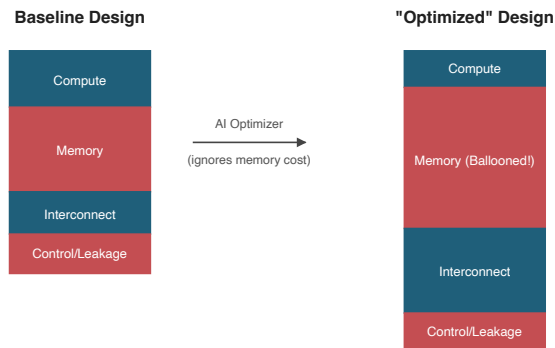 Baseline Design
"Optimized" Design
Compute
Memory
Interconnect
Control/Leakage
AI Optimizer
(ignores memory cost)
Compute
Memory (Ballooned!)
Interconnect
Control/Leakage